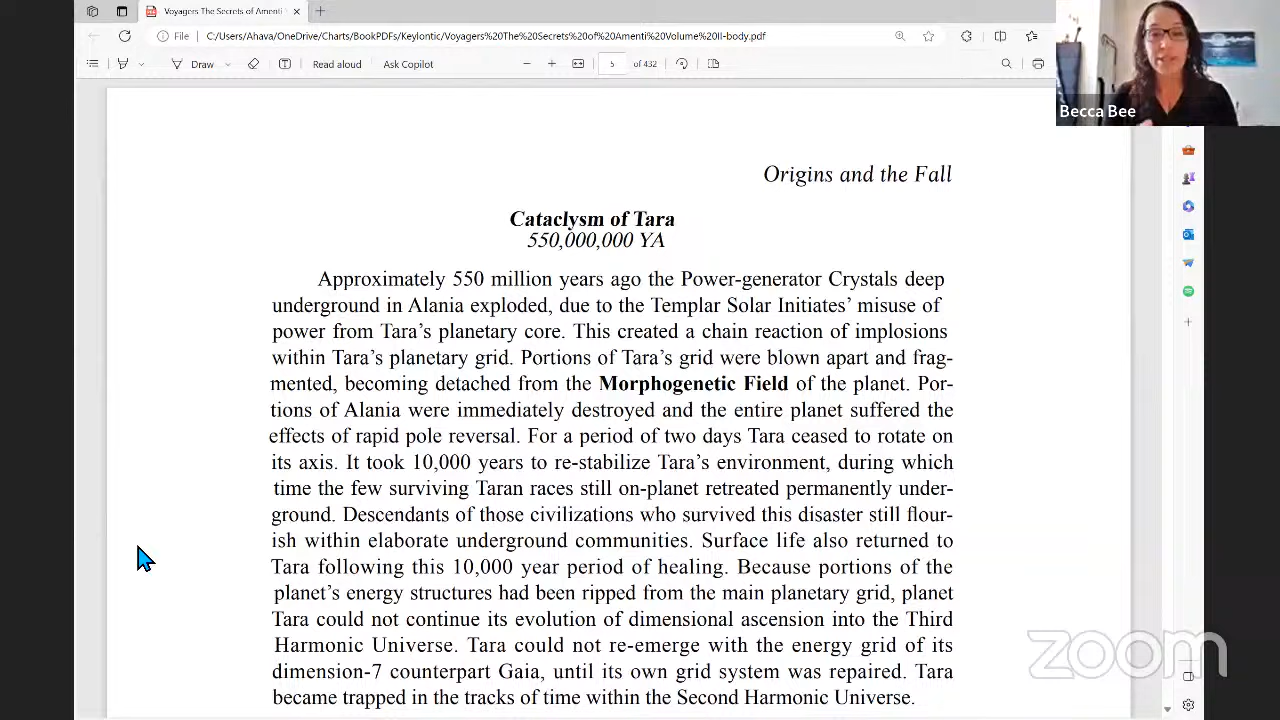 Voyagers The Secrets of Amenti
File
C:/Users/Ahava/OneDrive/Charts/BookPDFs/Keylontic/Voyagers%20The%20Secrets%20of%20Amenti%20Volume%20II-body.pdf
Draw
Read aloud
Ask Copilot
5 of 432
Becca Bee
Origins and the Fall
Cataclysm of Tara
550,000,000 YA
Approximately 550 million years ago the Power-generator Crystals deep
underground in Alania exploded, due to the Templar Solar Initiates’ misuse of
power from Tara’s planetary core. This created a chain reaction of implosions
within Tara’s planetary grid. Portions of Tara’s grid were blown apart and frag-
mented, becoming detached from the Morphogenetic Field of the planet. Por-
tions of Alania were immediately destroyed and the entire planet suffered the
effects of rapid pole reversal. For a period of two days Tara ceased to rotate on
its axis. It took 10,000 years to re-stabilize Tara’s environment, during which
time the few surviving Taran races still on-planet retreated permanently under-
ground. Descendants of those civilizations who survived this disaster still flour-
ish within elaborate underground communities. Surface life also returned to
Tara following this 10,000 year period of healing. Because portions of the
planet’s energy structures had been ripped from the main planetary grid, planet
Tara could not continue its evolution of dimensional ascension into the Third
Harmonic Universe. Tara could not re-emerge with the energy grid of its
dimension-7 counterpart Gaia, until its own grid system was repaired. Tara
became trapped in the tracks of time within the Second Harmonic Universe.
zoom